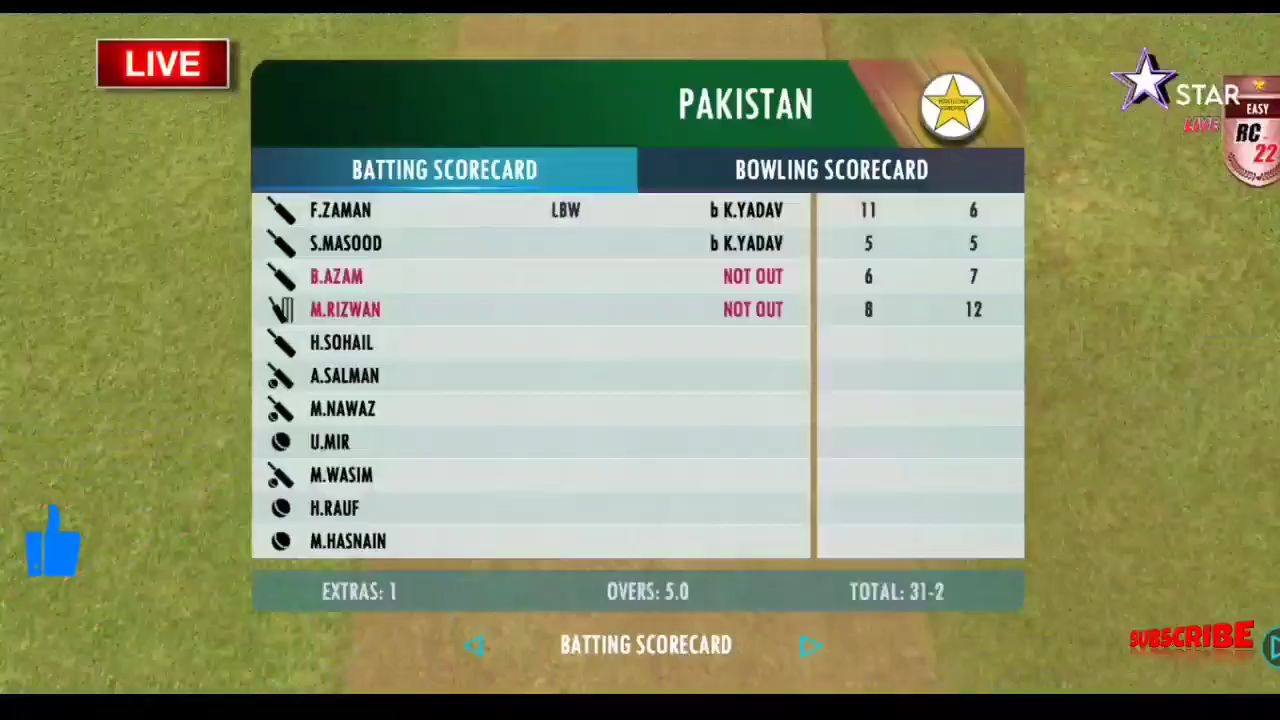 LIVE
PAKISTAN
STAR
LIVE
EASY
RC
22
BATTING SCORECARD BOWLING SCORECARD
F.ZAMAN LBW b K.YADAV 11 6
S.MASOOD b K.YADAV 5 5
B.AZAM NOT OUT 6 7
M.RIZWAN NOT OUT 8 12
H.SOHAIL
A.SALMAN
M.NAWAZ
U.MIR
M.WASIM
H.RAUF
M.HASNAIN
EXTRAS: 1 OVERS: 5.0 TOTAL: 31-2
BATTING SCORECARD
SUBSCRIBE